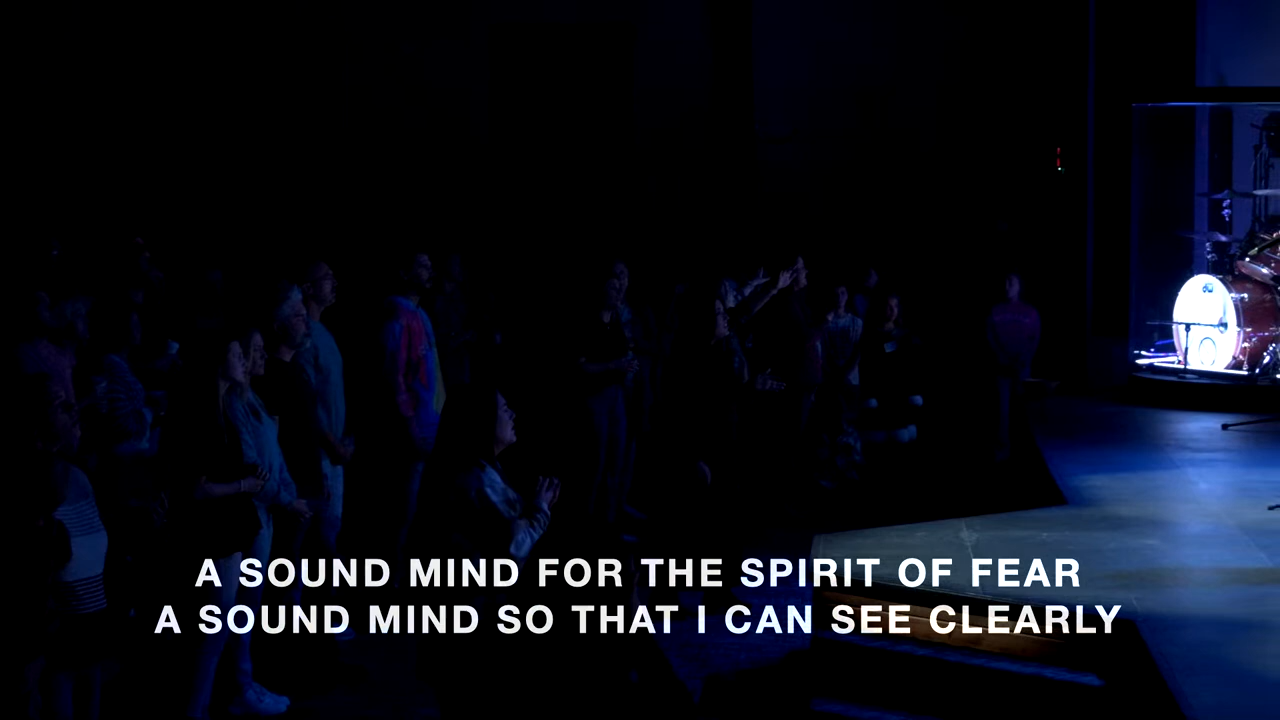 A SOUND MIND FOR THE SPIRIT OF FEAR
A SOUND MIND SO THAT I CAN SEE CLEARLY